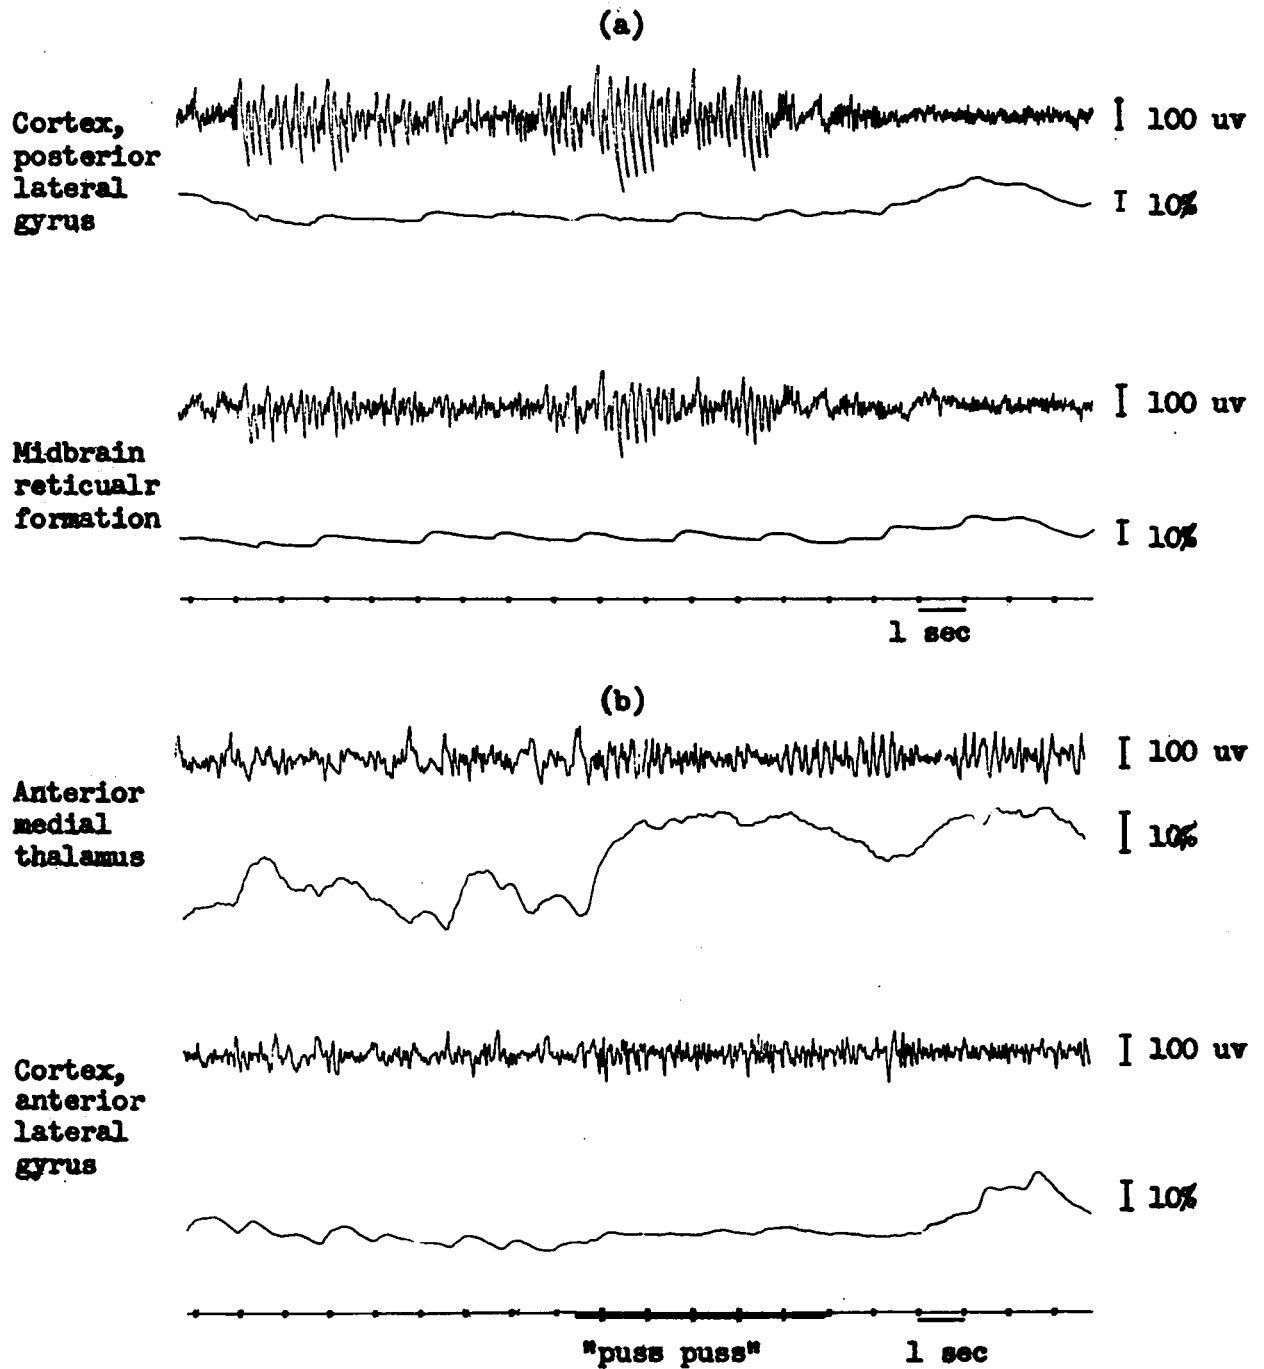 (a)
Cortex,
posterior
lateral
gyrus
100 uv
10%
Midbrain
reticualr
formation
100 uv
10%
1 sec
(b)
Anterior
medial
thalamus
100 uv
10%
Cortex,
anterior
lateral
gyrus
100 uv
10%
"puss puss"
1 sec